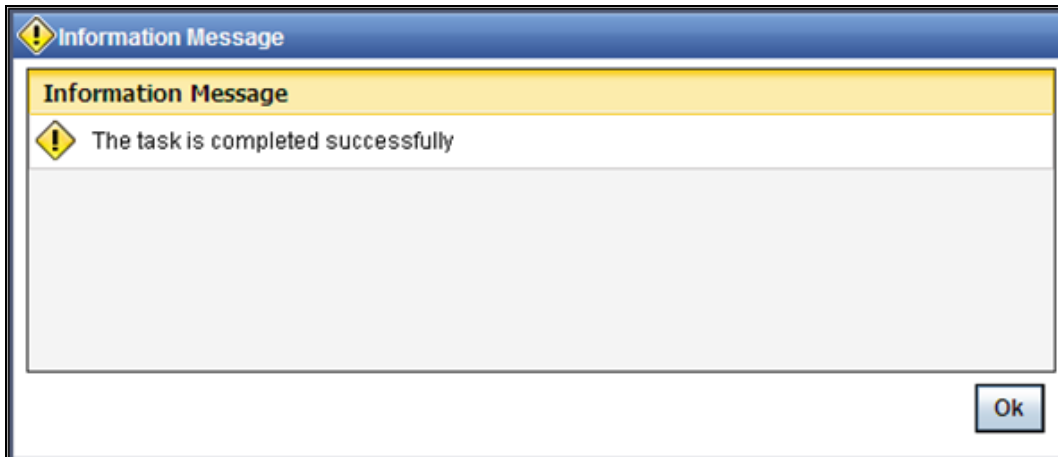 Information Message
Information Message
The task is completed successfully
Ok